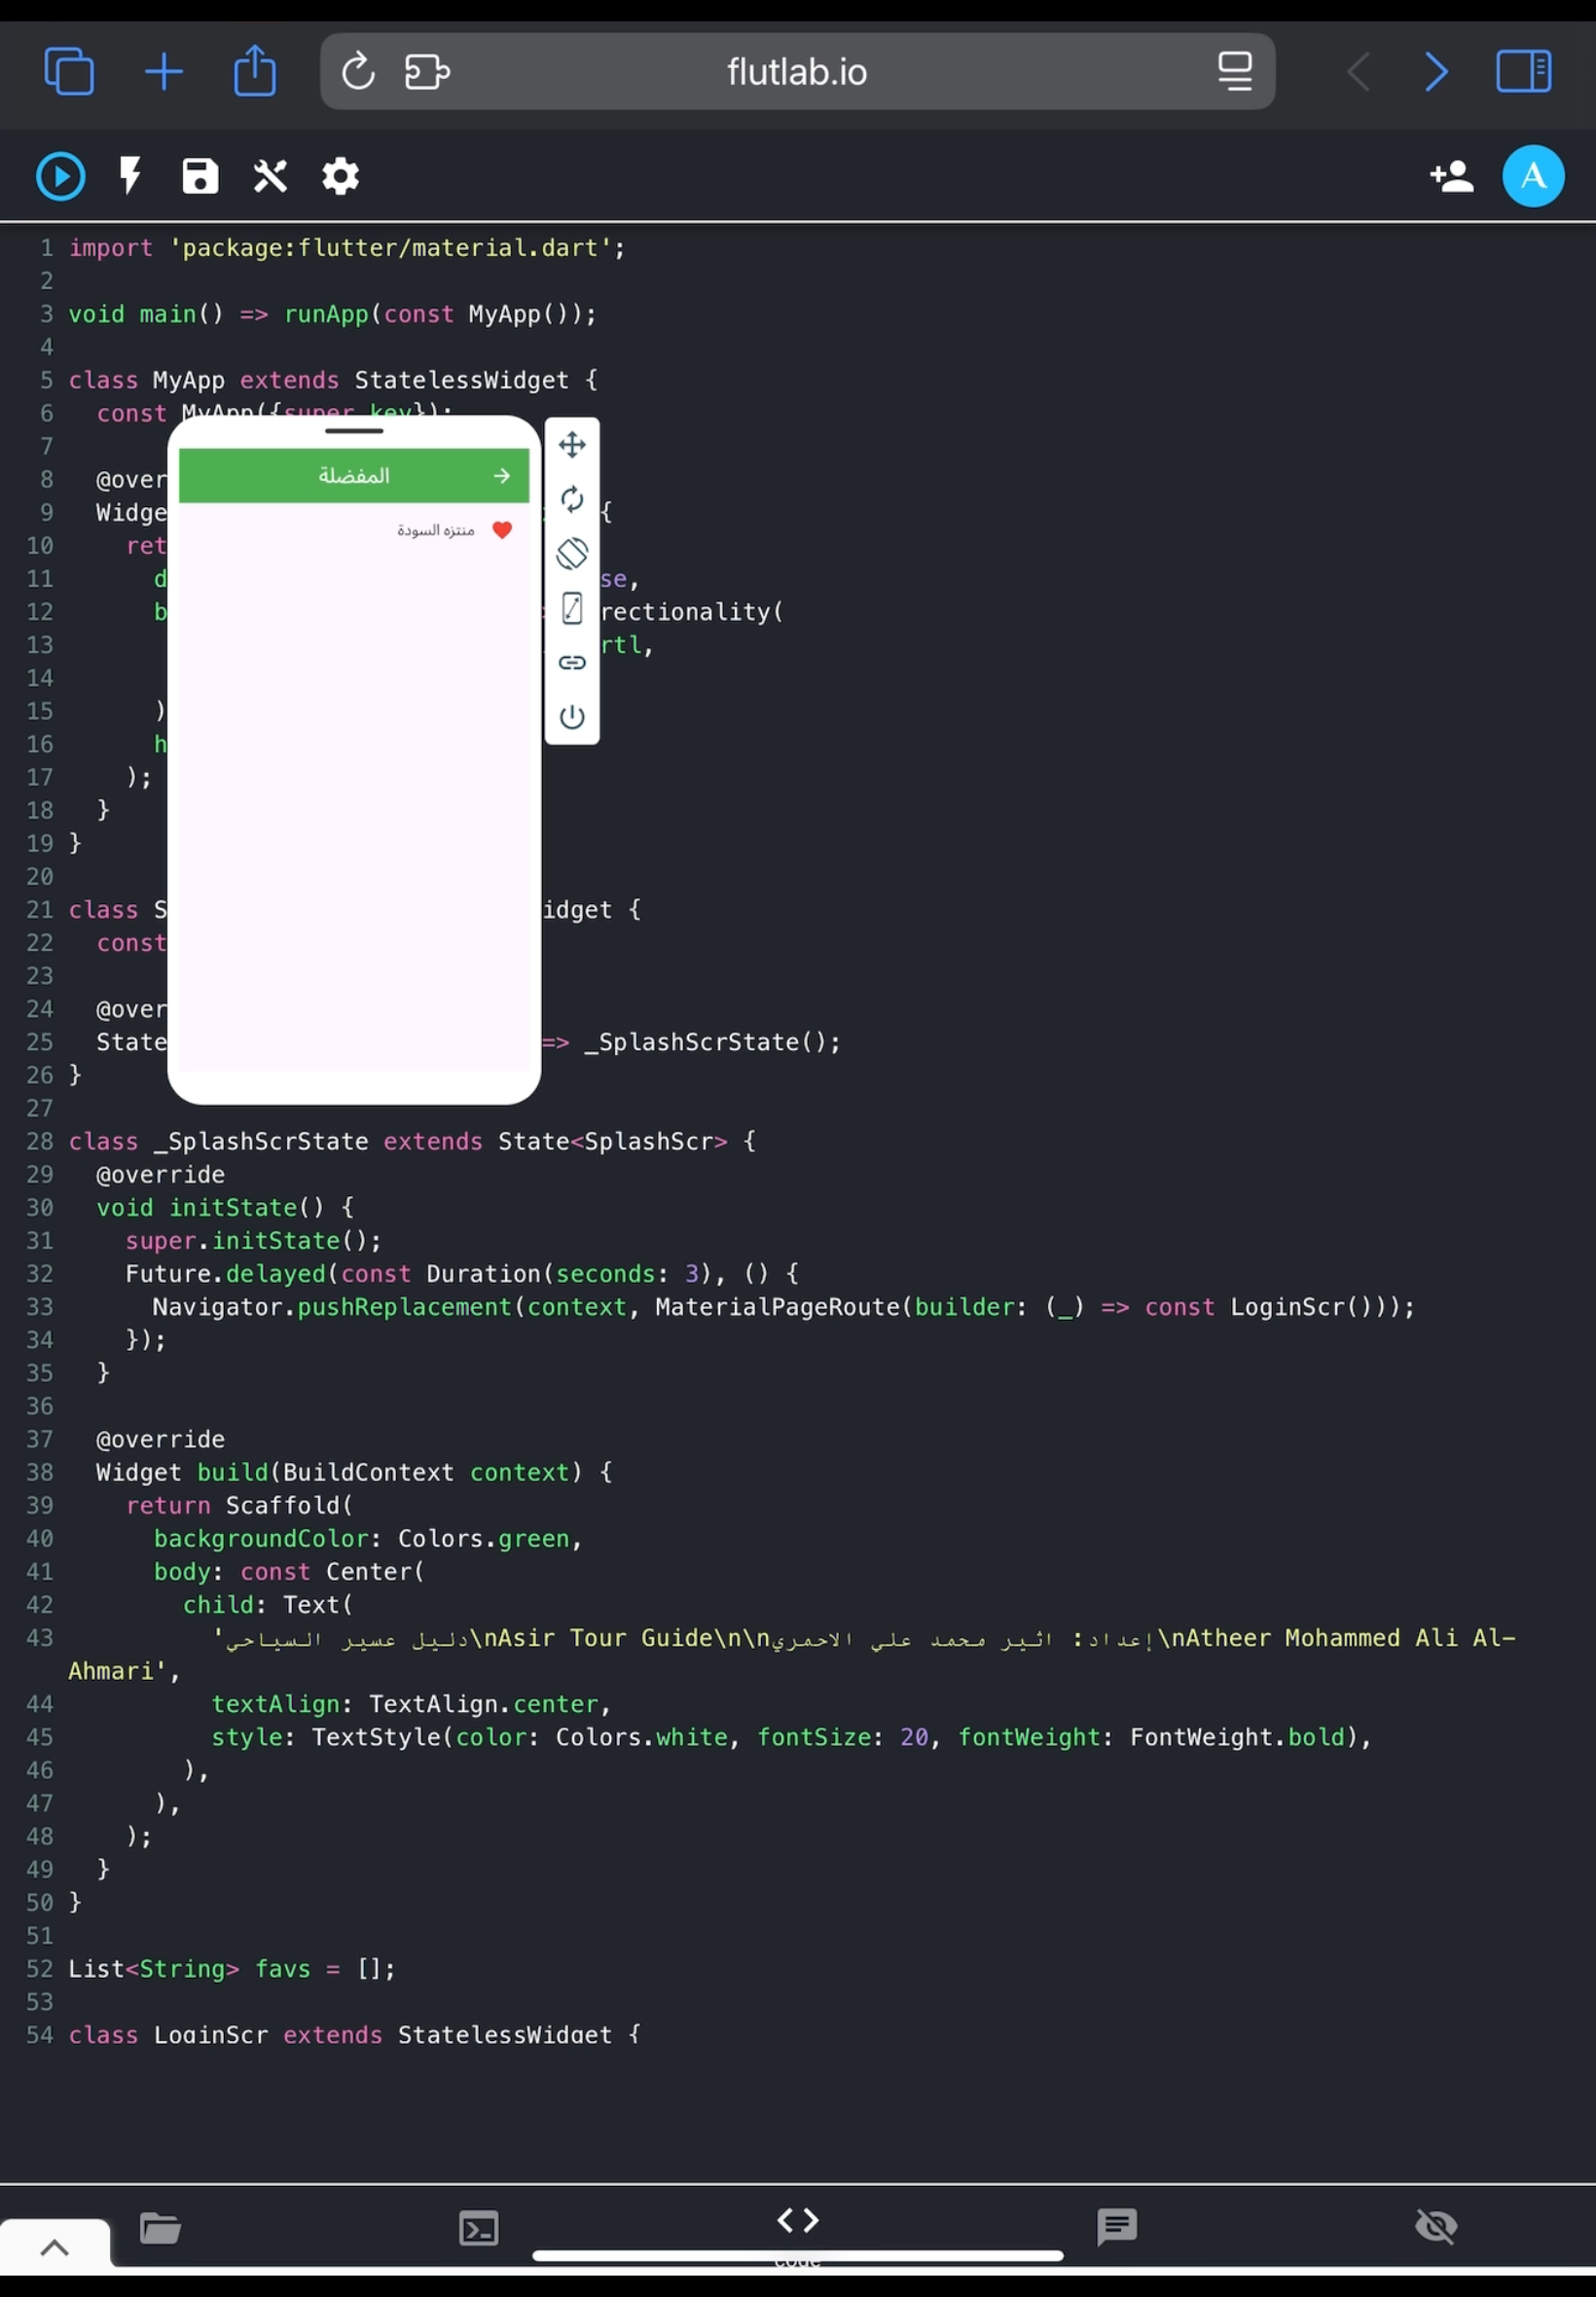 flutlab.io
A
1 import 'package:flutter/material.dart';
2
3 void main() => runApp(const MyApp());
4
5 class MyApp extends StatelessWidget {
6 const MyApp({super.key});
7
8 @over
9 Widge {
10 ret
11 d se,
12 b rectionality(
13 rtl,
14
15 )
16 h
17 );
18 }
19 }
20
21 class S idget {
22 const
23
24 @over
25 State => _SplashScrState();
26 }
27
28 class _SplashScrState extends State<SplashScr> {
29 @override
30 void initState() {
31 super.initState();
32 Future.delayed(const Duration(seconds: 3), () {
33 Navigator.pushReplacement(context, MaterialPageRoute(builder: (_) => const LoginScr()));
34 });
35 }
36
37 @override
38 Widget build(BuildContext context) {
39 return Scaffold(
40 backgroundColor: Colors.green,
41 body: const Center(
42 child: Text(
43 'دليل عسير السياحي\nAsir Tour Guide\n\nإعداد: اثير محمد علي الاحمري\nAtheer Mohammed Ali Al-
Ahmari',
44 textAlign: TextAlign.center,
45 style: TextStyle(color: Colors.white, fontSize: 20, fontWeight: FontWeight.bold),
46 ),
47 ),
48 );
49 }
50 }
51
52 List<String> favs = [];
53
54 class LoginScr extends StatelessWidget {
المفضلة
منتزه السودة
code